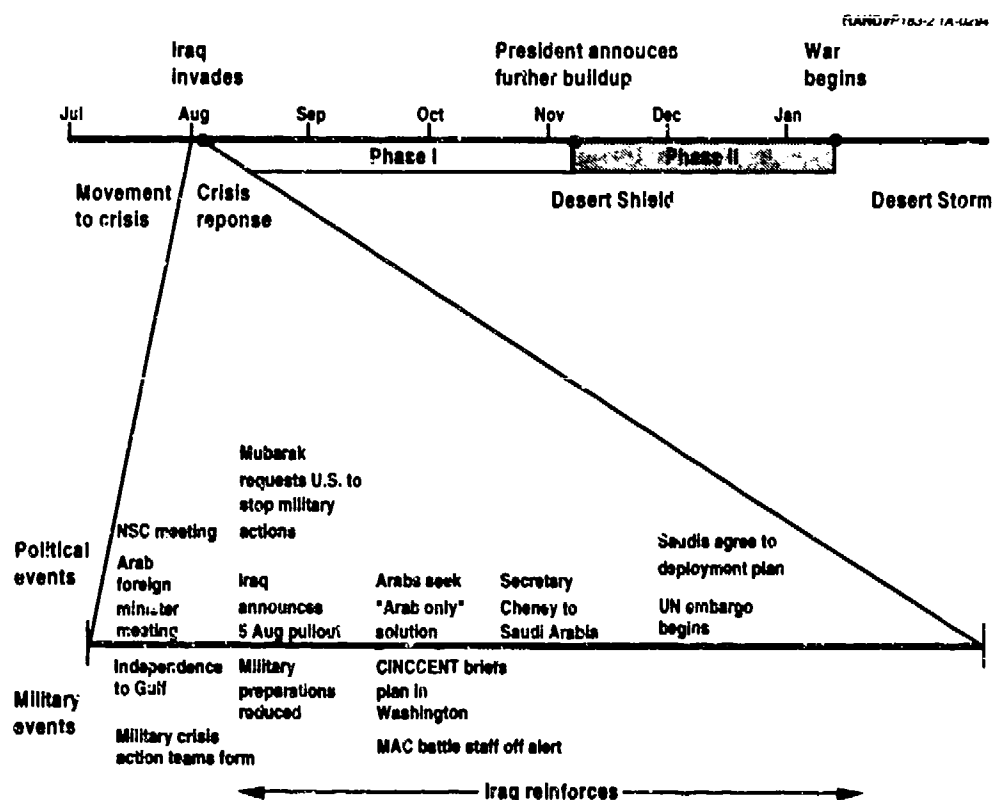 Iraq
invades
President annouces
further buildup
War
begins
Jul Aug Sep Oct Nov Dec Jan
Phase I
Phase II
Movement
to crisis
Crisis
reponse
Desert Shield
Desert Storm
Political
events
NSC meeting
Arab
foreign
minister
meeting
Mubarak
requests U.S. to
stop military
actions
Iraq
announces
5 Aug pullout
Arabs seek
"Arab only"
solution
Secretary
Cheney to
Saudi Arabia
Saudis agree to
deployment plan
UN embargo
begins
Military
events
Independence
to Gulf
Military crisis
action teams form
Military
preparations
reduced
CINCCENT briefs
plan in
Washington
MAC battle staff off alert
Iraq reinforces